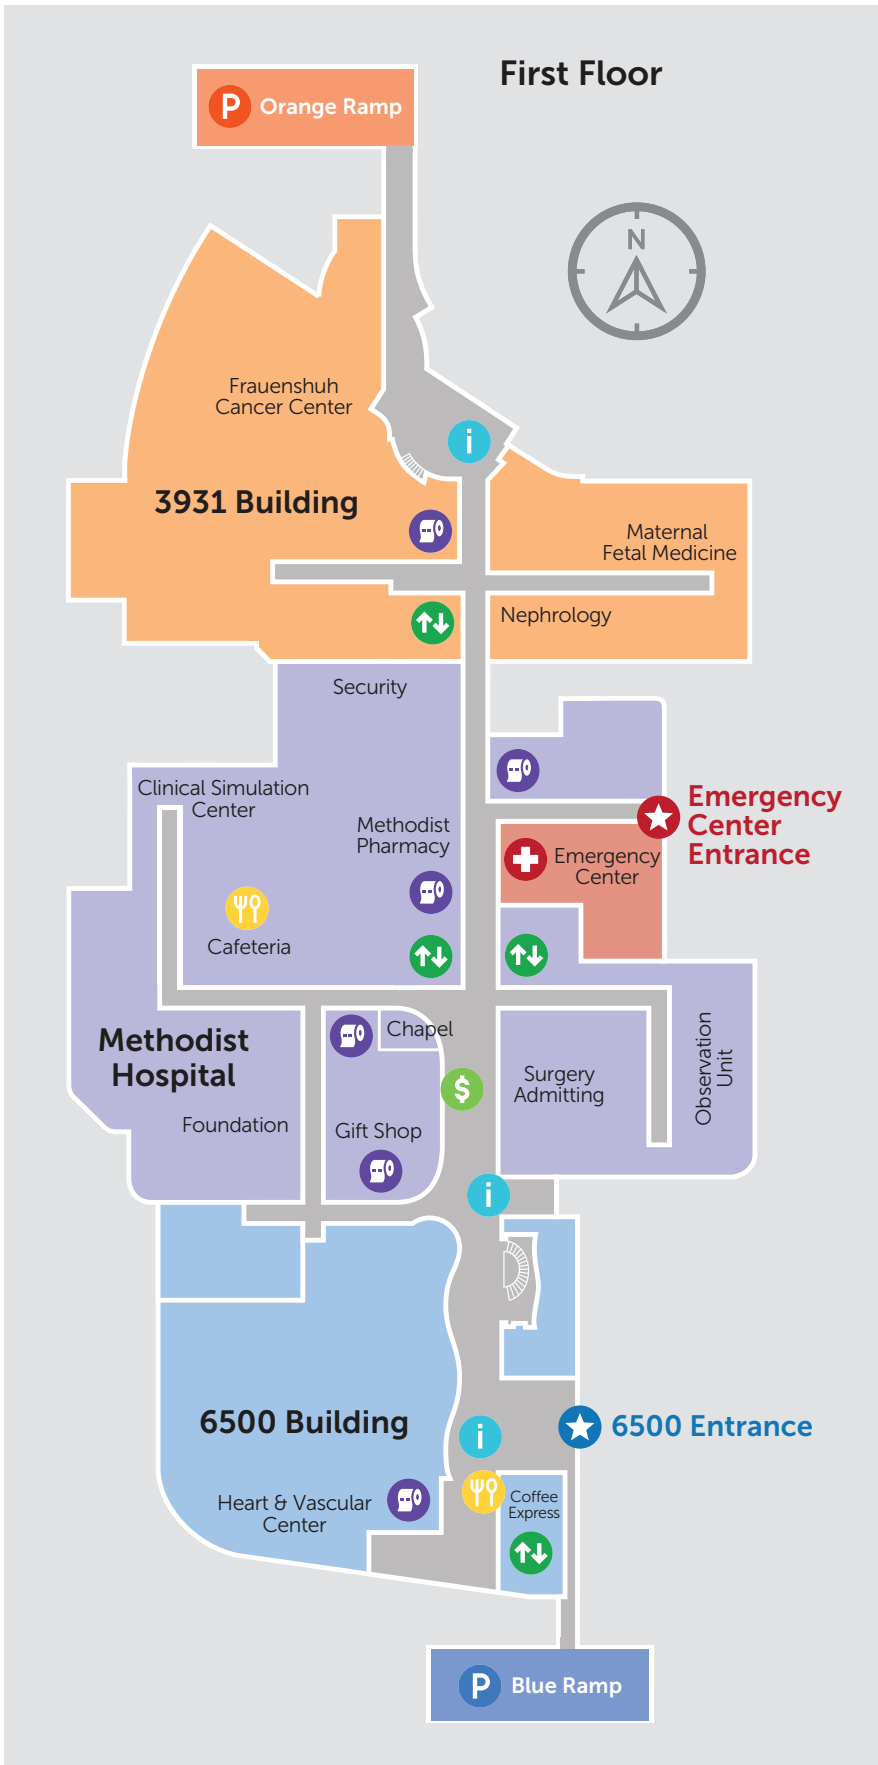 First Floor
P Orange Ramp
N
Frauenshuh
Cancer Center
i
3931 Building
Maternal
Fetal Medicine
Nephrology
Security
Clinical Simulation
Center
Methodist
Pharmacy
Emergency
Center
Entrance
Emergency
Center
Cafeteria
Chapel
Methodist
Hospital
Observation
Unit
Surgery
Admitting
$
Foundation
Gift Shop
i
6500 Building
6500 Entrance
i
Heart & Vascular
Center
Coffee
Express
P Blue Ramp